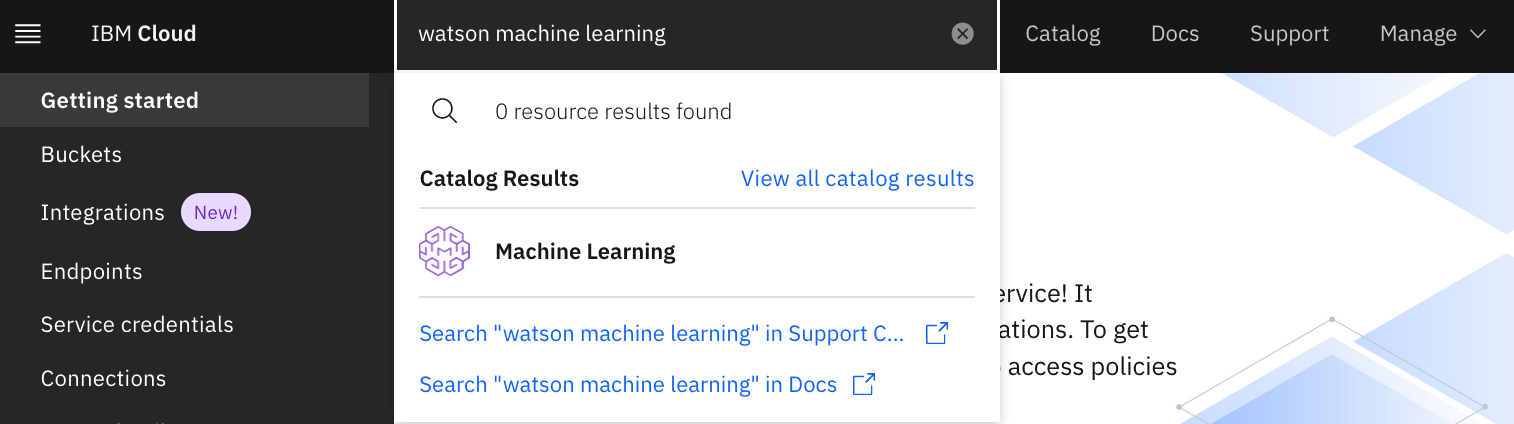 IBM Cloud
watson machine learning
Catalog
Docs
Support
Manage
Getting started
Buckets
Integrations New!
Endpoints
Service credentials
Connections
0 resource results found
Catalog Results
View all catalog results
Machine Learning
Search "watson machine learning" in Support C...
Search "watson machine learning" in Docs
ervice! It
ations. To get
access policies